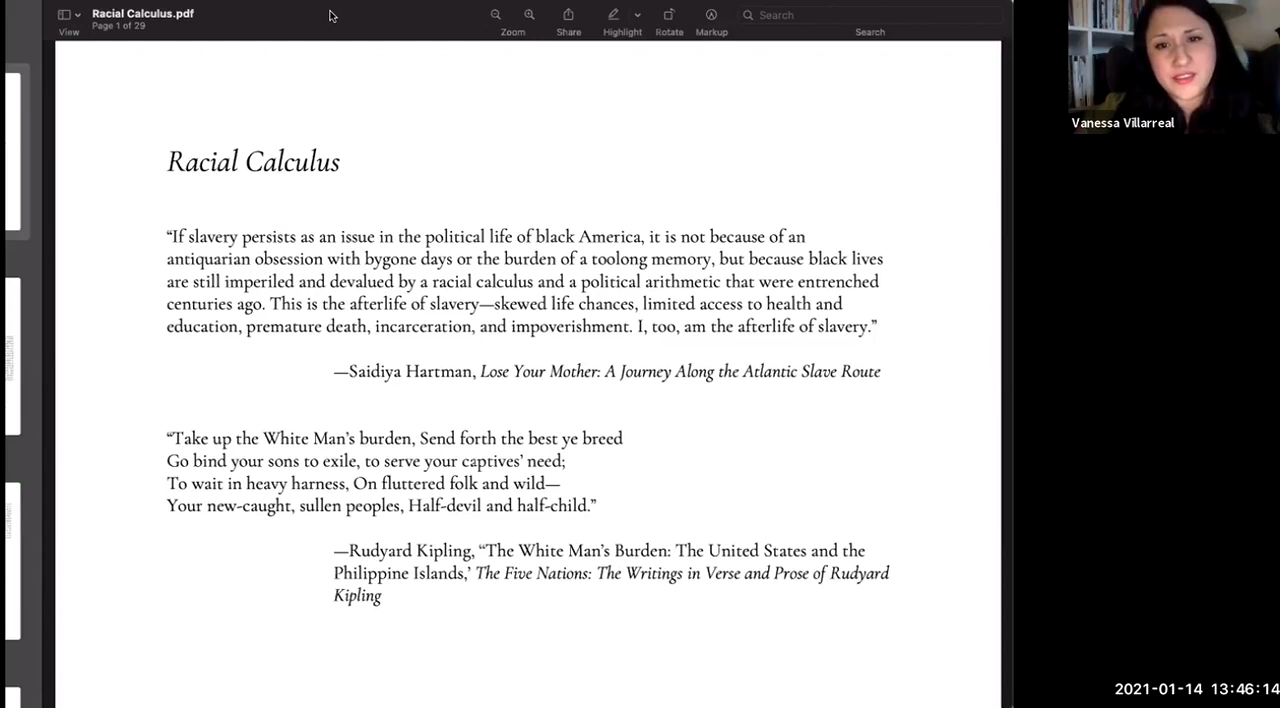 Racial Calculus.pdf
Page 1 of 29
View
Zoom
Share
Highlight
Rotate
Markup
Search
Search
Vanessa Villarreal
Racial Calculus
“If slavery persists as an issue in the political life of black America, it is not because of an
antiquarian obsession with bygone days or the burden of a toolong memory, but because black lives
are still imperiled and devalued by a racial calculus and a political arithmetic that were entrenched
centuries ago. This is the afterlife of slavery—skewed life chances, limited access to health and
education, premature death, incarceration, and impoverishment. I, too, am the afterlife of slavery.”
—Saidiya Hartman, Lose Your Mother: A Journey Along the Atlantic Slave Route
“Take up the White Man’s burden, Send forth the best ye breed
Go bind your sons to exile, to serve your captives’ need;
To wait in heavy harness, On fluttered folk and wild—
Your new-caught, sullen peoples, Half-devil and half-child.”
—Rudyard Kipling, “The White Man’s Burden: The United States and the
Philippine Islands,’ The Five Nations: The Writings in Verse and Prose of Rudyard
Kipling
2021-01-14 13:46:14